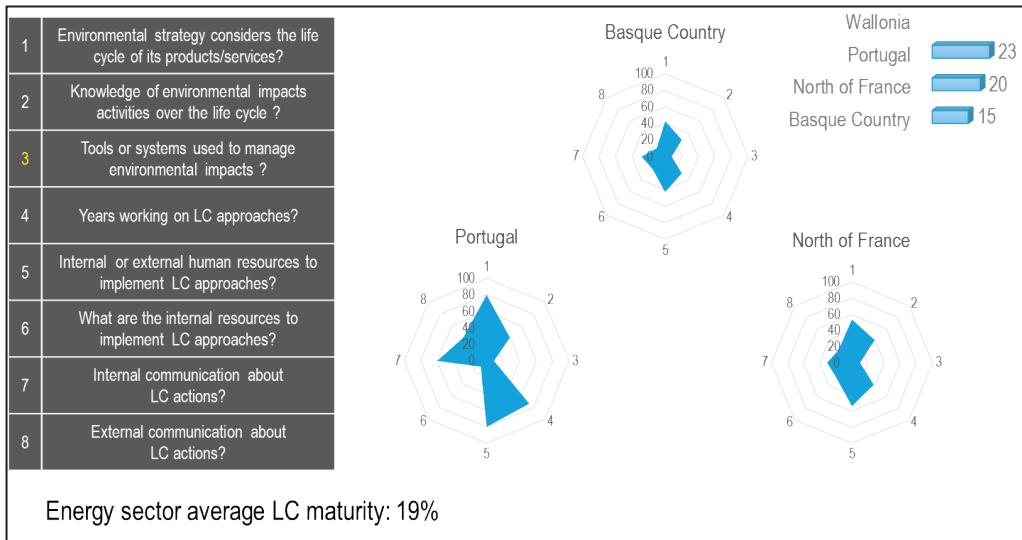 1
Environmental strategy considers the life
cycle of its products/services?
2
Knowledge of environmental impacts
activities over the life cycle ?
3
Tools or systems used to manage
environmental impacts ?
4
Years working on LC approaches?
5
Internal or external human resources to
implement LC approaches?
6
What are the internal resources to
implement LC approaches?
7
Internal communication about
LC actions?
8
External communication about
LC actions?
Basque Country
1
100
80
60
40
20
0
2
3
4
5
6
7
8
Wallonia
Portugal 23
North of France 20
Basque Country 15
Portugal
1
100
80
60
40
20
0
2
3
4
5
6
7
8
North of France
1
100
80
60
40
20
0
2
3
4
5
6
7
8
Energy sector average LC maturity: 19%